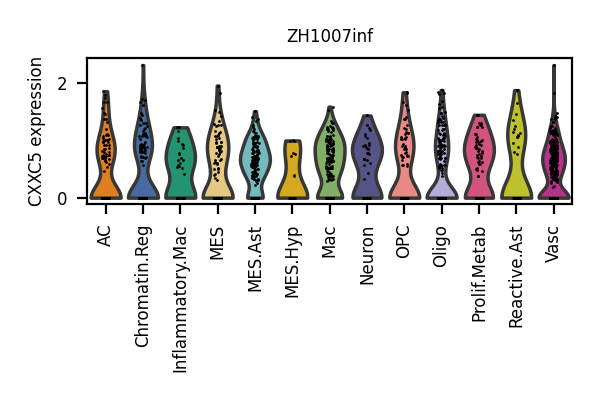 ZH1007inf
CXXC5 expression
2
0
AC
Chromatin.Reg
Inflammatory.Mac
MES
MES.Ast
MES.Hyp
Mac
Neuron
OPC
Oligo
Prolif.Metab
Reactive.Ast
Vasc